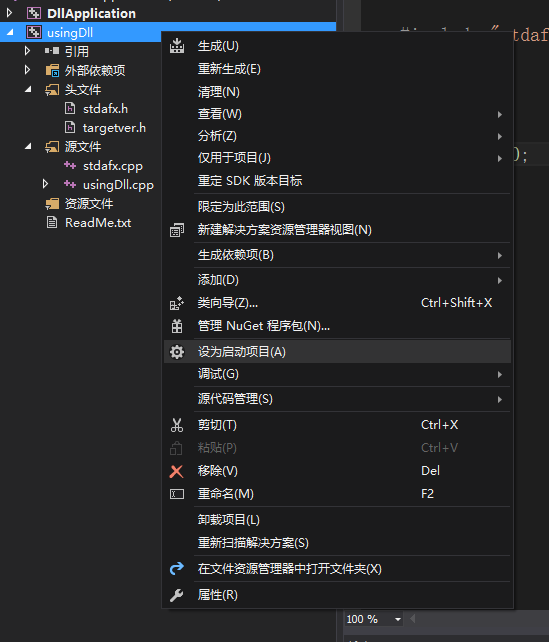 DllApplication
usingDll
引用
外部依赖项
头文件
stdafx.h
targetver.h
源文件
stdafx.cpp
usingDll.cpp
资源文件
ReadMe.txt
生成(U)
重新生成(E)
清理(N)
查看(W)
分析(Z)
仅用于项目(J)
重定 SDK 版本目标
限定为此范围(S)
新建解决方案资源管理器视图(N)
生成依赖项(B)
添加(D)
类向导(Z)... Ctrl+Shift+X
管理 NuGet 程序包(N)...
设为启动项目(A)
调试(G)
源代码管理(S)
剪切(T) Ctrl+X
粘贴(P) Ctrl+V
移除(V) Del
重命名(M) F2
卸载项目(L)
重新扫描解决方案(S)
在文件资源管理器中打开文件夹(X)
属性(R)
"stdaf
);
100 %